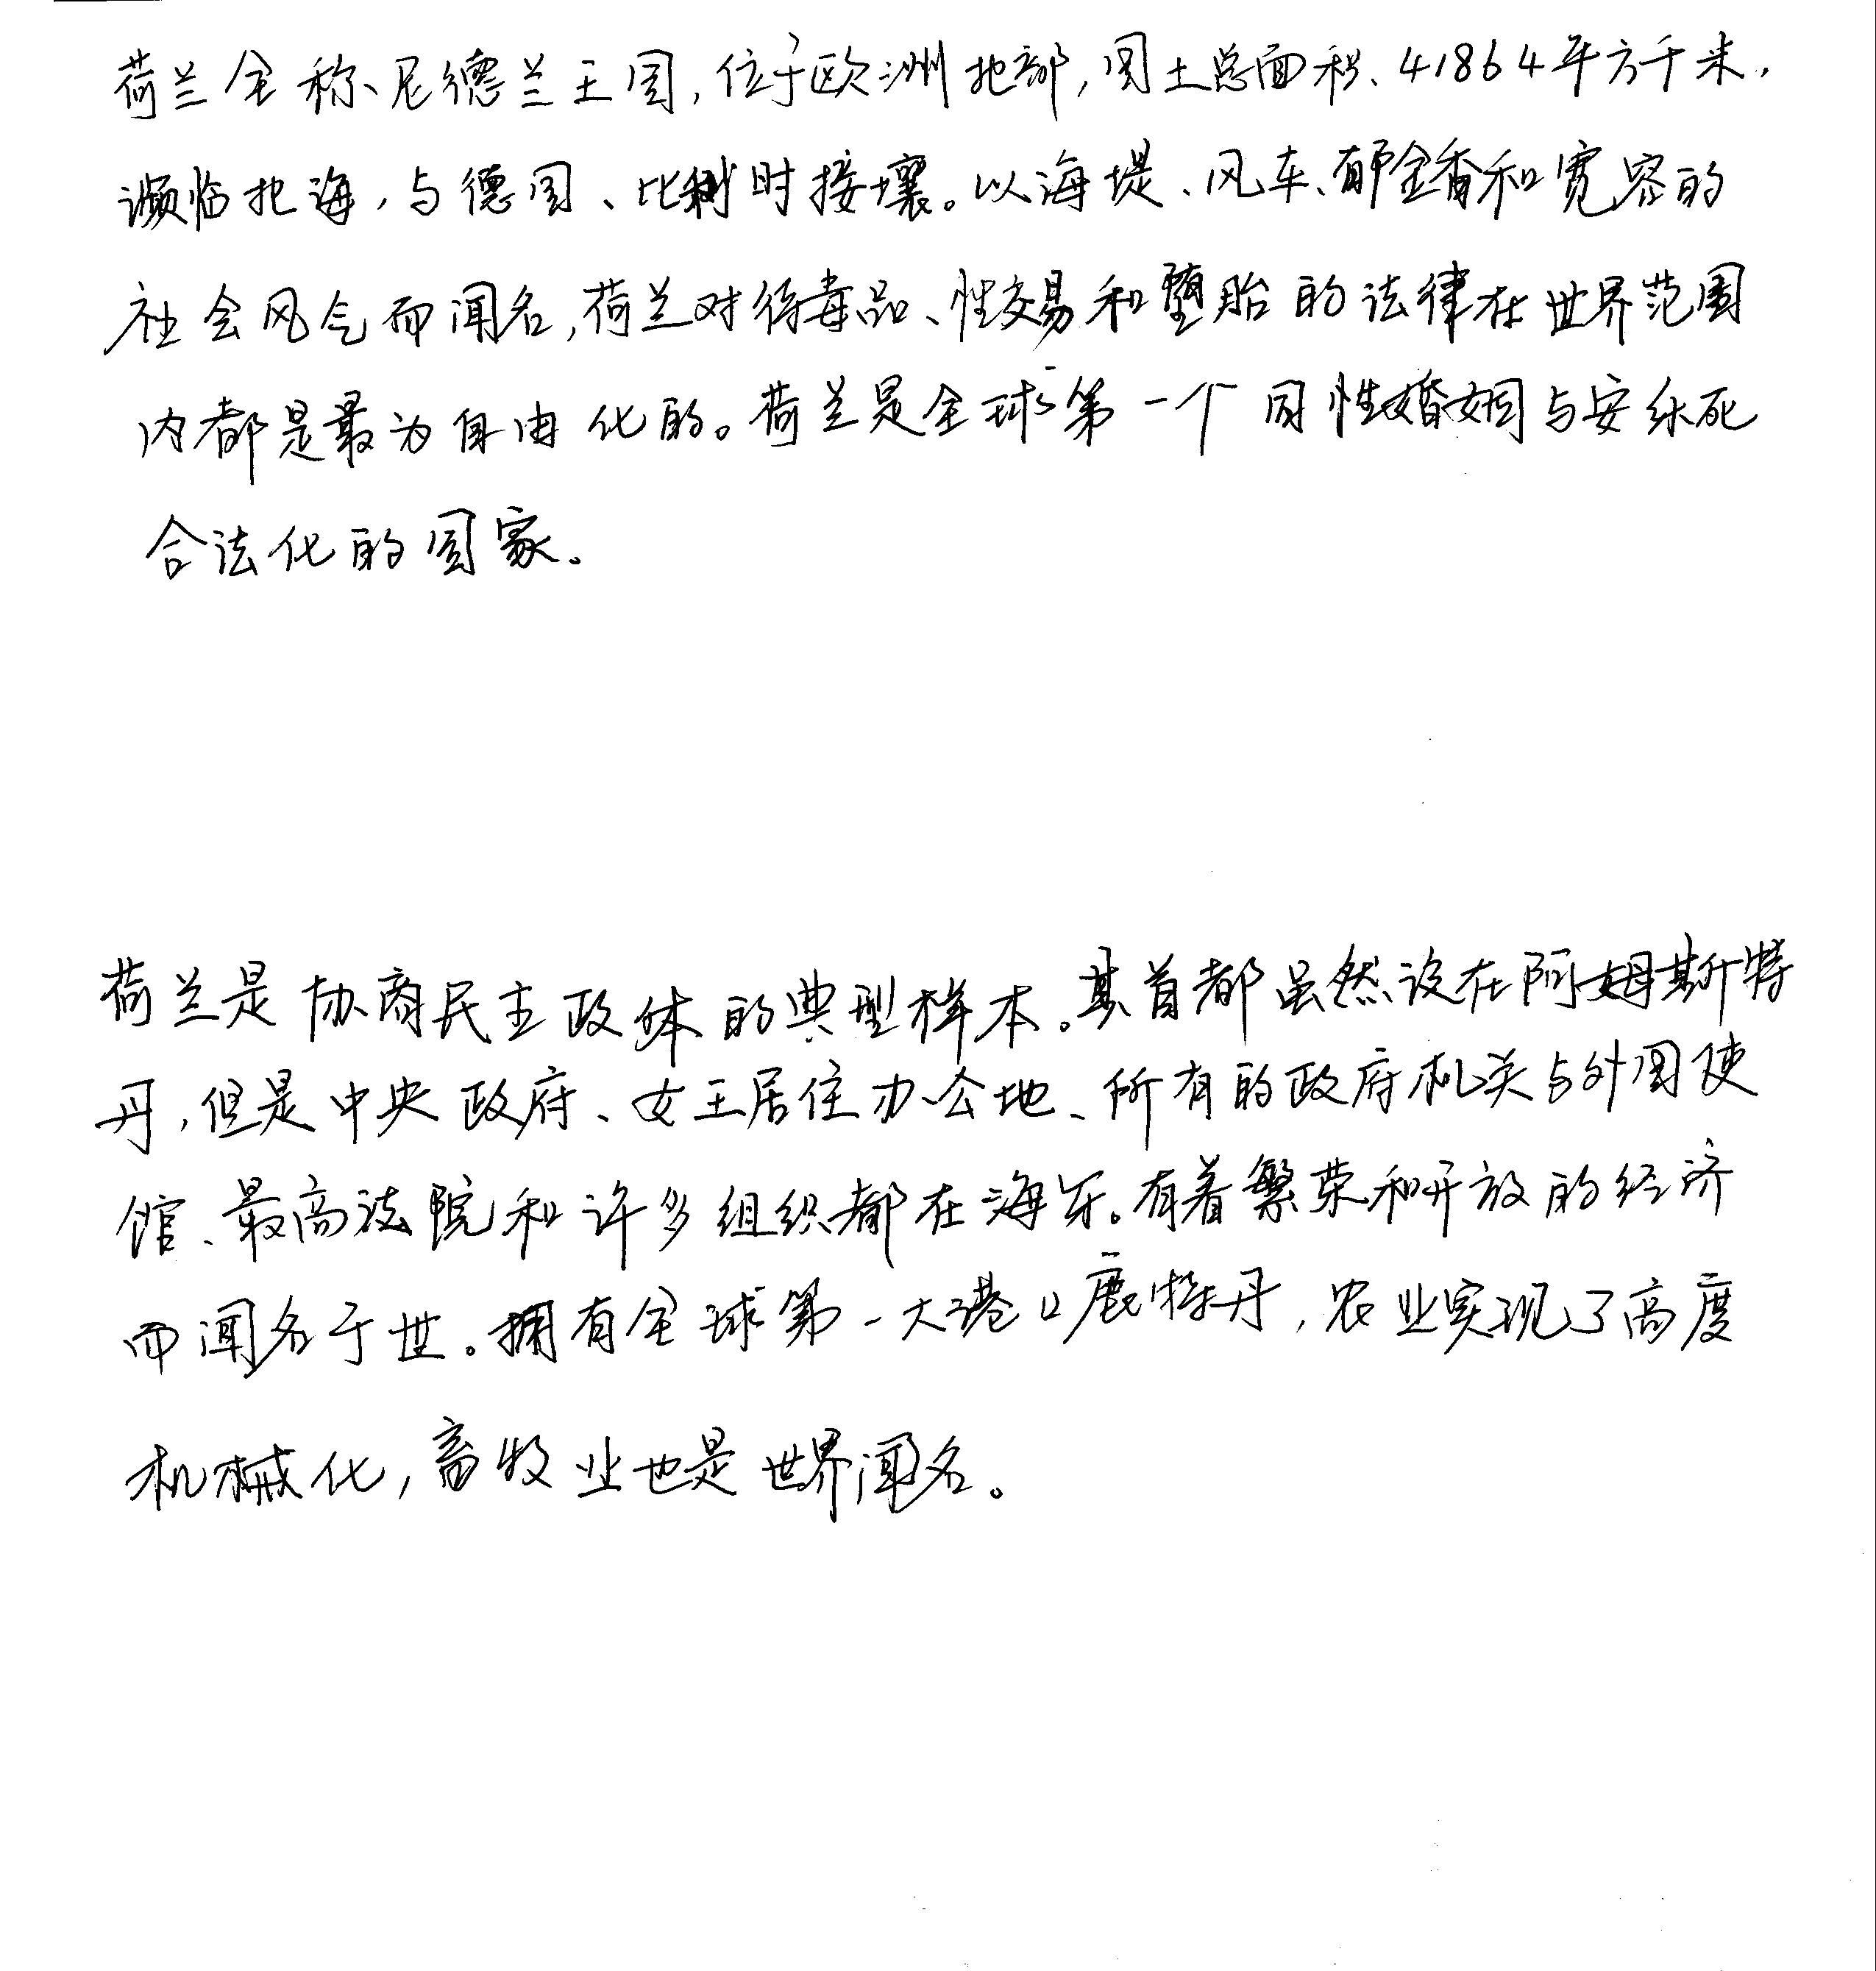 荷兰全称尼德兰王国,位于欧洲北部,国土总面积、41864平方千米,
濒临北海,与德国、比利时接壤。以海堤、风车、郁金香和宽容的
社会风气而闻名,荷兰对待毒品、性交易和堕胎的法律在世界范围
内都是最为自由化的。荷兰是全球第一个同性婚姻与安乐死
合法化的国家。
荷兰是协商民主政体的典型样本。其首都虽然设在阿姆斯特
丹,但是中央政府、女王居住办公地、所有的政府机关与外国使
馆、最高法院和许多组织都在海牙。有着繁荣和开放的经济
而闻名于世。拥有全球第一大港口鹿特丹,农业实现了高度
机械化,畜牧业也是世界闻名。